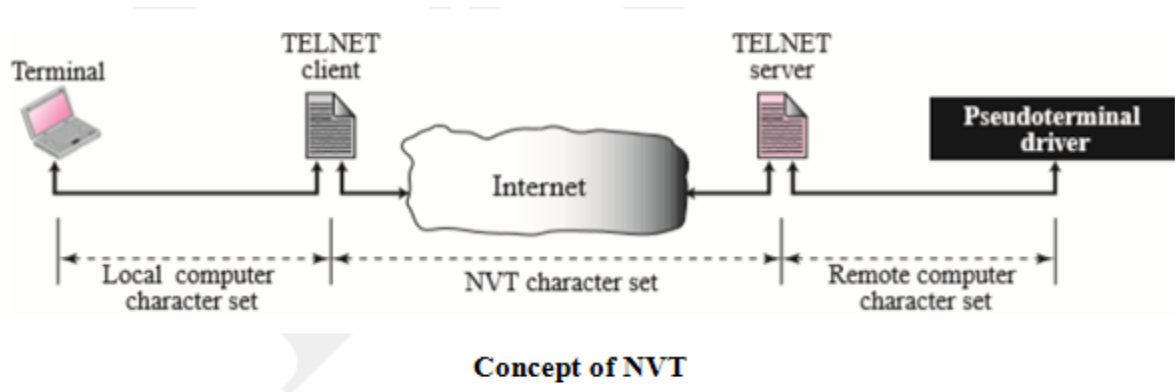 Terminal
TELNET
client
TELNET
server
Pseudoterminal
driver
Internet
Local computer
character set
NVT character set
Remote computer
character set
Concept of NVT